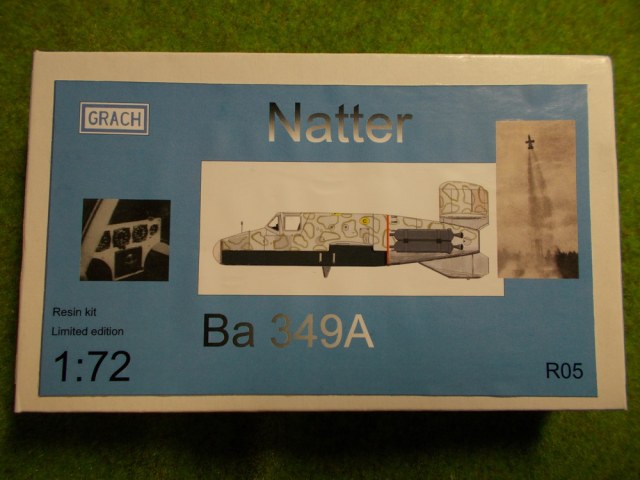 GRACH
Natter
Resin kit
Limited edition
1:72
Ba 349A
R05